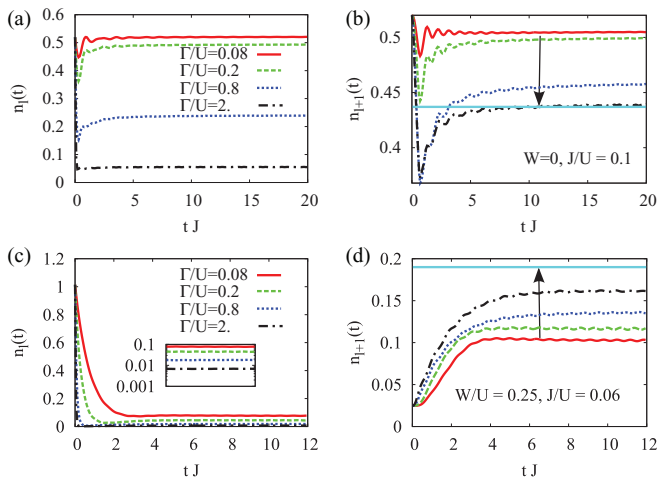 (a)
0.6
0.5
0.4
0.3
0.2
0.1
0
n_l(t)
Γ/U=0.08
Γ/U=0.2
Γ/U=0.8
Γ/U=2.
0 5 10 15 20
t J
(b)
0.5
0.45
0.4
n_{l+1}(t)
W=0, J/U = 0.1
0 5 10 15 20
t J
(c)
1.2
1
0.8
0.6
0.4
0.2
0
n_l(t)
Γ/U=0.08
Γ/U=0.2
Γ/U=0.8
Γ/U=2.
0.1
0.01
0.001
0 2 4 6 8 10 12
t J
(d)
0.2
0.15
0.1
0.05
0
n_{l+1}(t)
W/U = 0.25, J/U = 0.06
0 2 4 6 8 10 12
t J